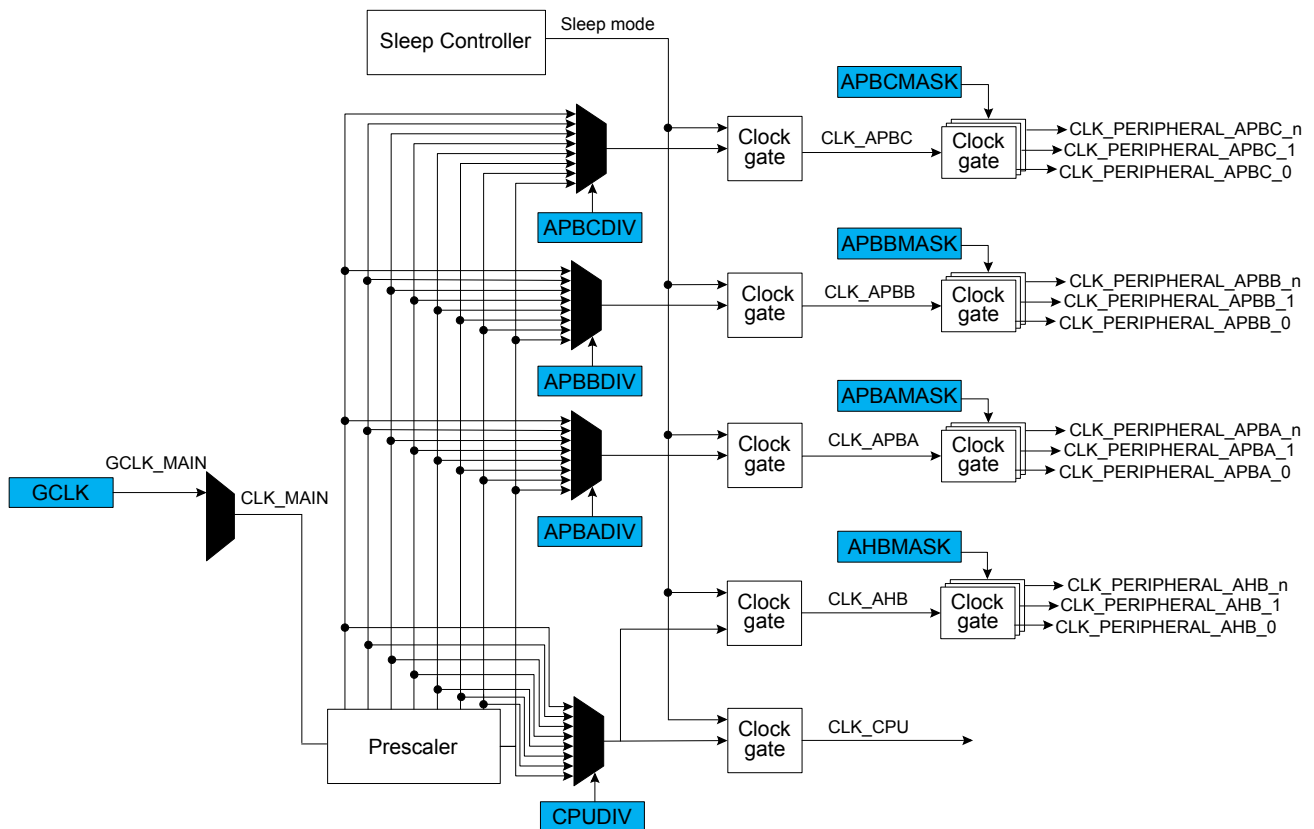 Sleep mode
Sleep Controller
APBCMASK
Clock
gate
CLK_APBC
Clock
gate
CLK_PERIPHERAL_APBC_n
CLK_PERIPHERAL_APBC_1
CLK_PERIPHERAL_APBC_0
APBCDIV
APBBMASK
Clock
gate
CLK_APBB
Clock
gate
CLK_PERIPHERAL_APBB_n
CLK_PERIPHERAL_APBB_1
CLK_PERIPHERAL_APBB_0
APBBDIV
APBAMASK
Clock
gate
CLK_APBA
Clock
gate
CLK_PERIPHERAL_APBA_n
CLK_PERIPHERAL_APBA_1
CLK_PERIPHERAL_APBA_0
GCLK_MAIN
GCLK
CLK_MAIN
APBADIV
AHBMASK
Clock
gate
CLK_AHB
Clock
gate
CLK_PERIPHERAL_AHB_n
CLK_PERIPHERAL_AHB_1
CLK_PERIPHERAL_AHB_0
Prescaler
Clock
gate
CLK_CPU
CPUDIV